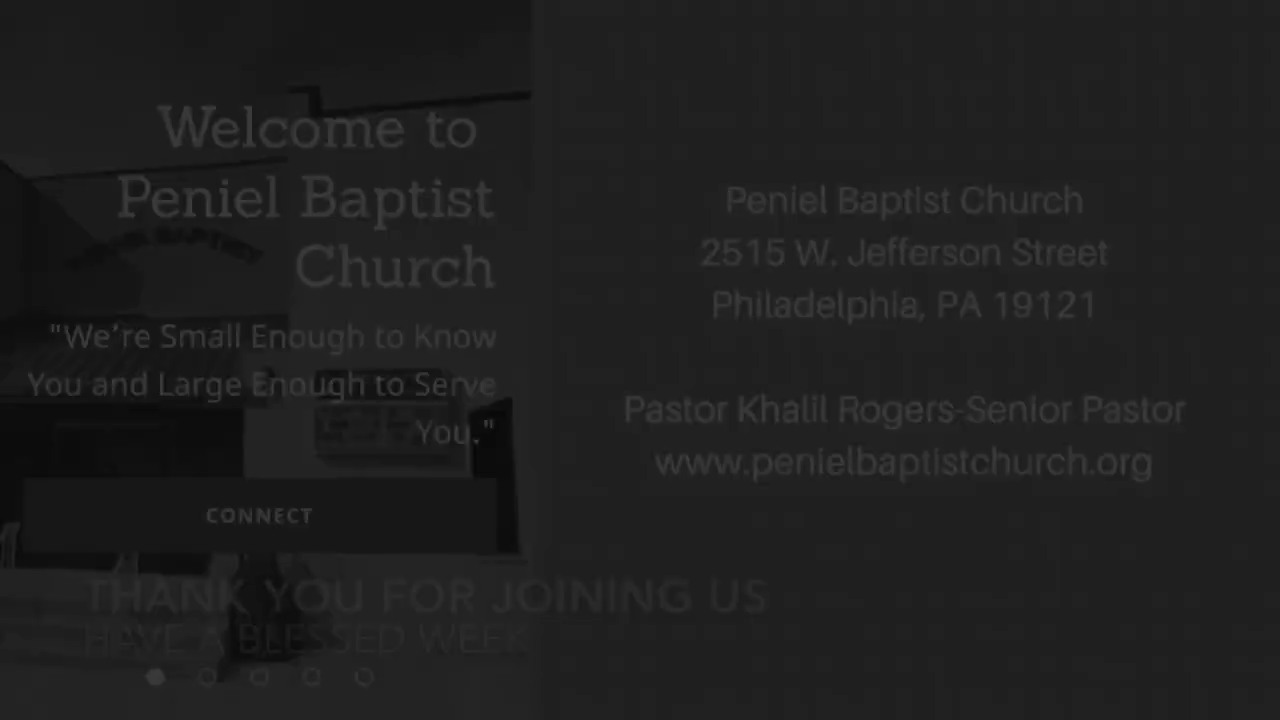 Welcome to
Peniel Baptist
Church
"We're Small Enough to Know
You and Large Enough to Serve
You."
CONNECT
Peniel Baptist Church
2515 W. Jefferson Street
Philadelphia, PA 19121
Pastor Khalil Rogers-Senior Pastor
www.penielbaptistchurch.org
THANK YOU FOR JOINING US
HAVE A BLESSED WEEK